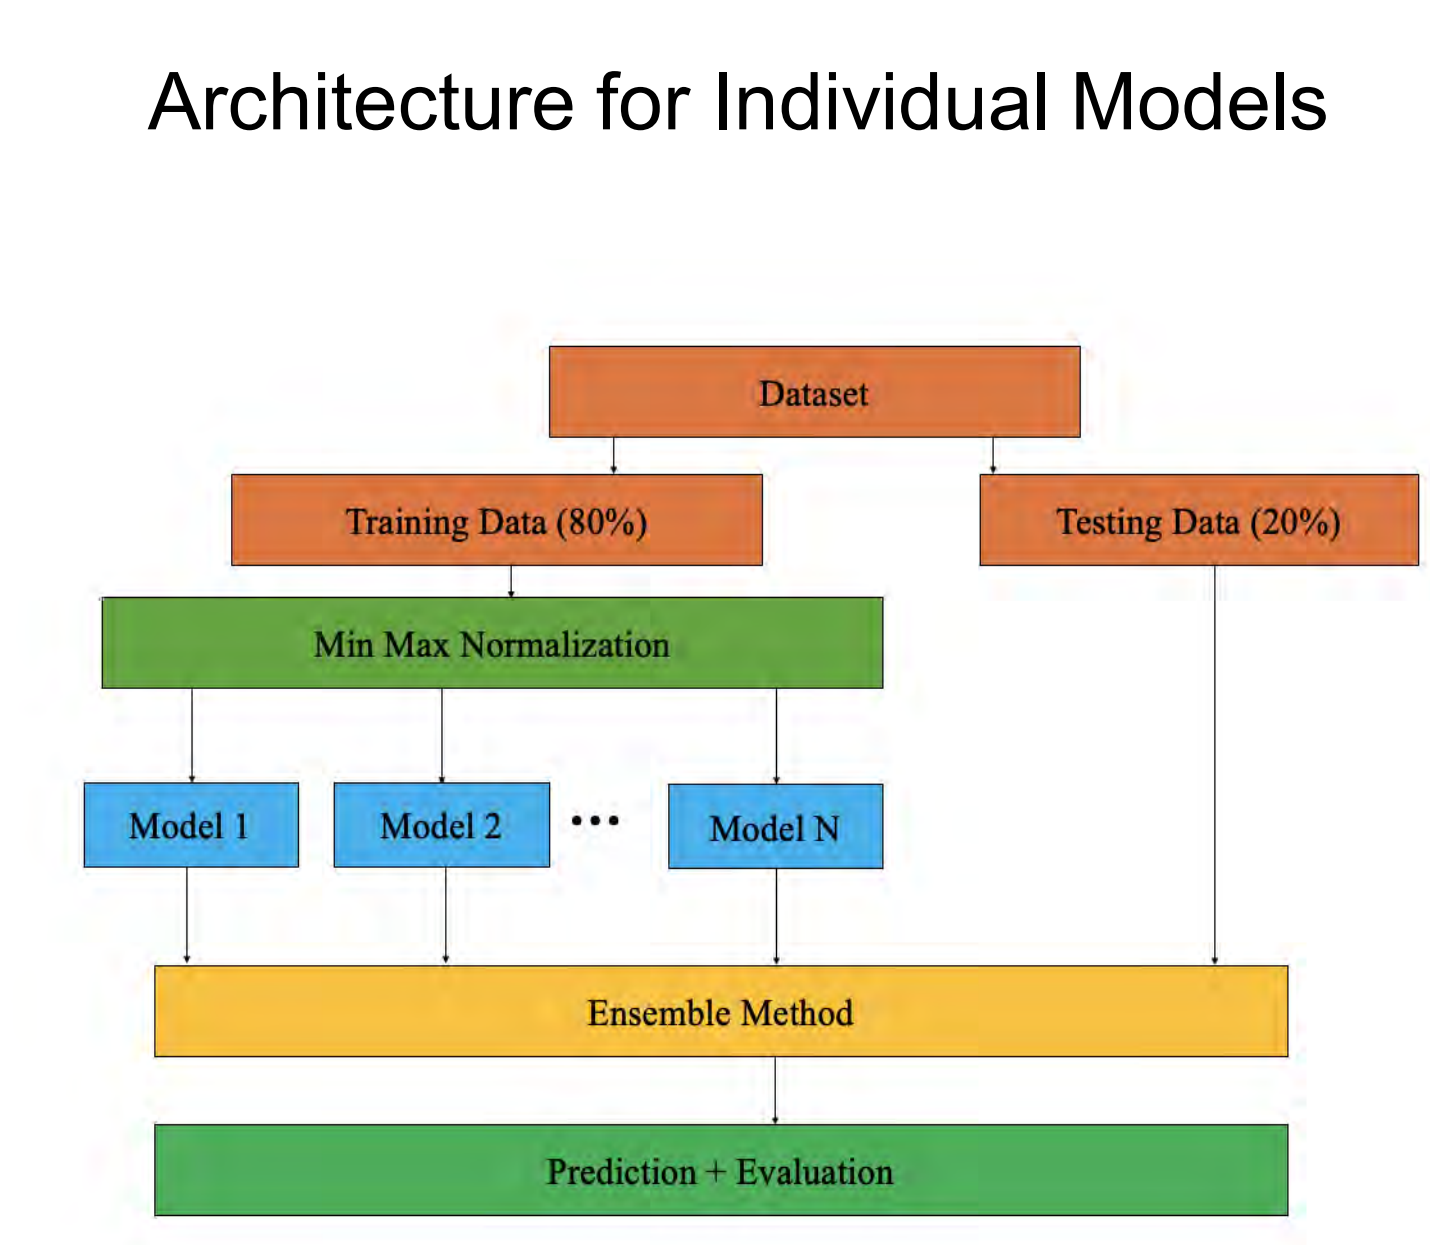 Architecture for Individual Models
Dataset
Training Data (80%)
Testing Data (20%)
Min Max Normalization
Model 1
Model 2
•••
Model N
Ensemble Method
Prediction + Evaluation